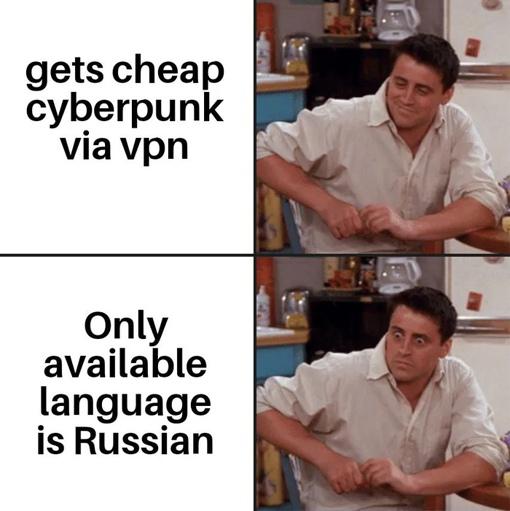 gets cheap
cyberpunk
via vpn
Only
available
language
is Russian